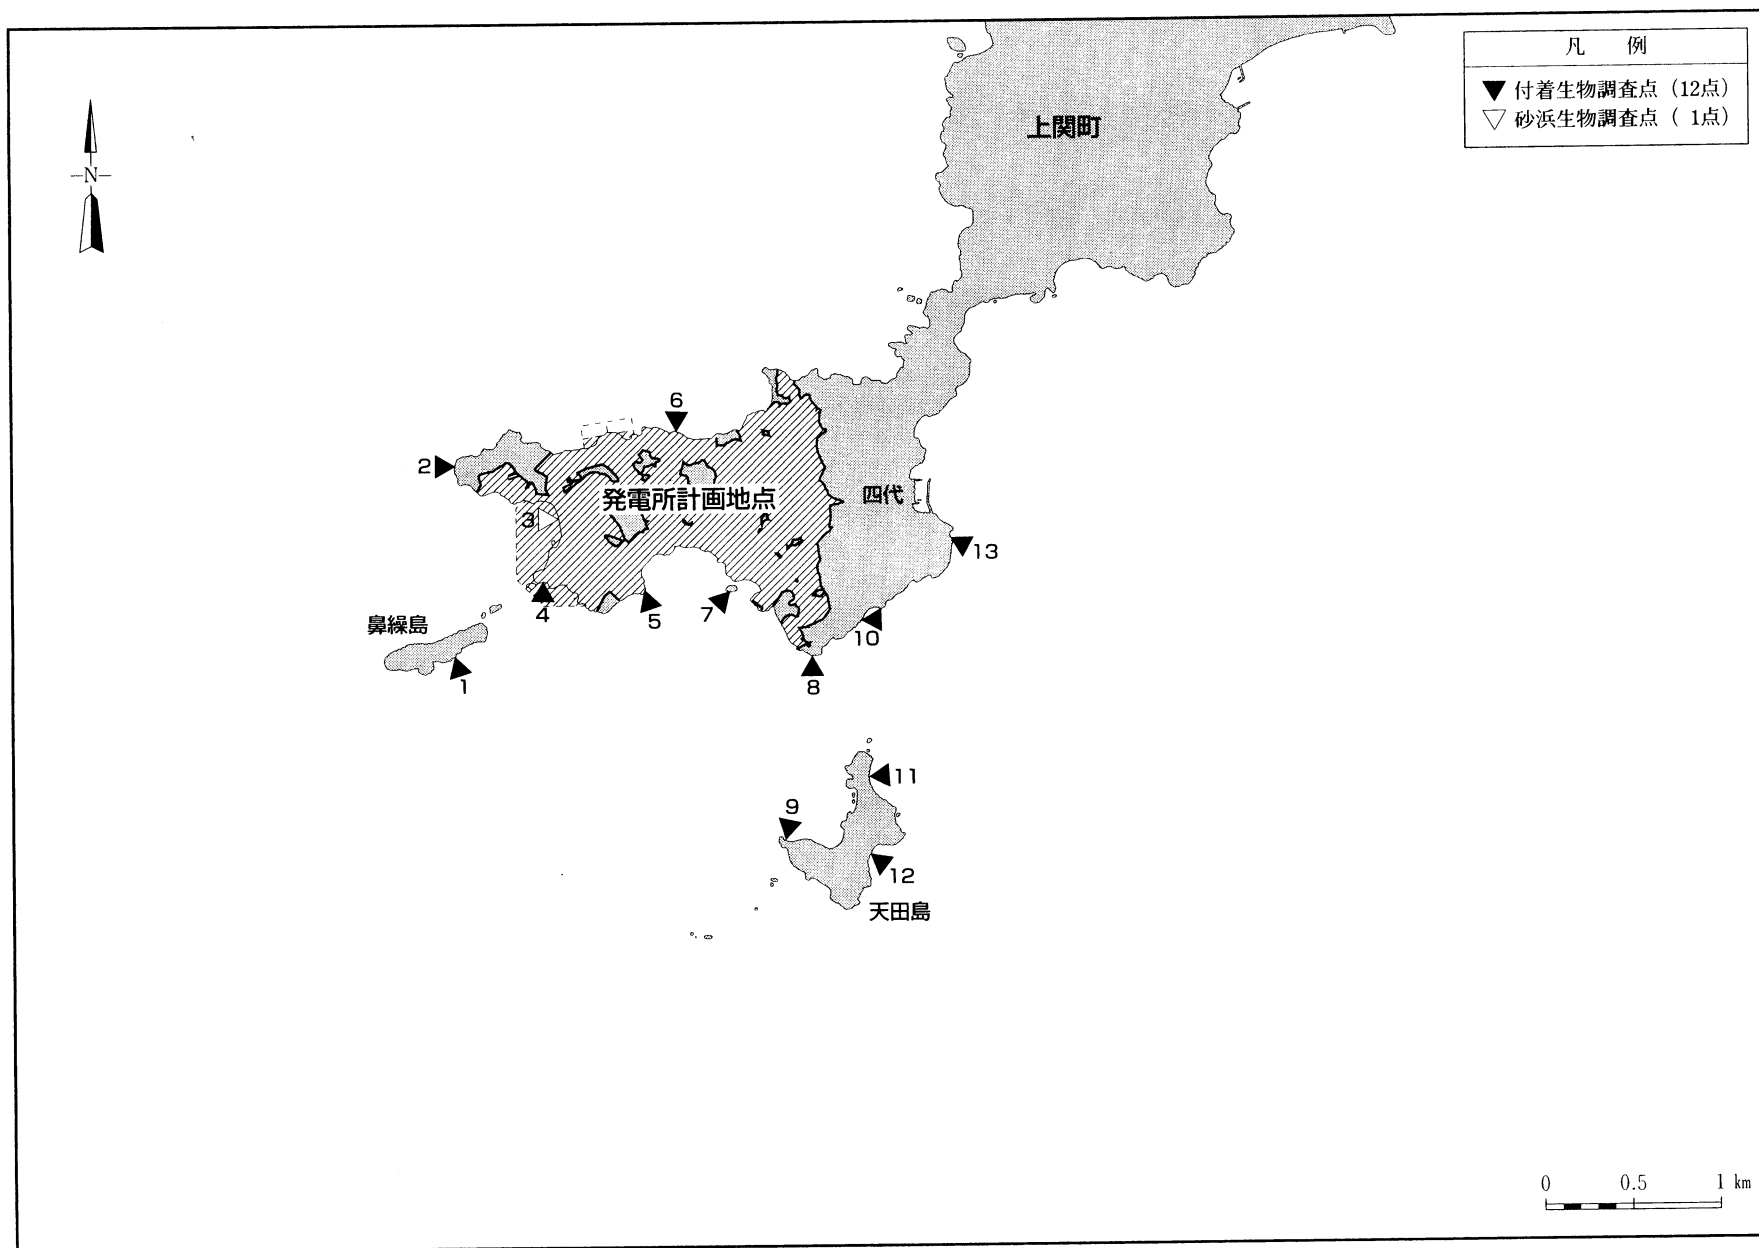 凡 例
▼ 付着生物調査点（12点）
▽ 砂浜生物調査点（ 1点）
N
上関町
6
2
発電所計画地点
四代
3
13
4
5
7
10
鼻繰島
1
8
11
9
12
天田島
0 0.5 1 km